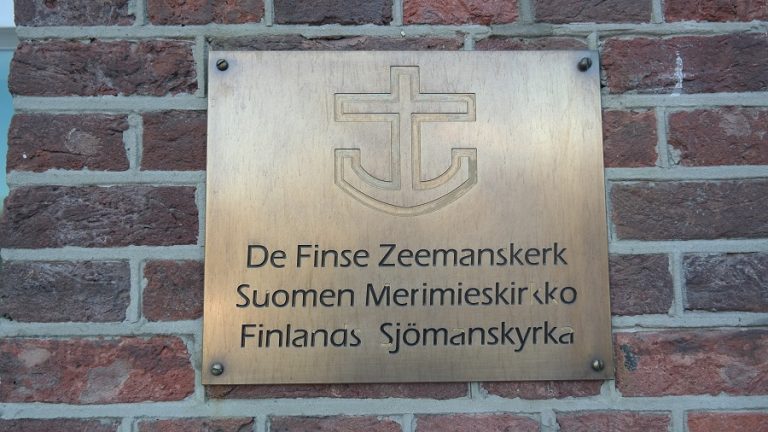 De Finse Zeemanskerk
Suomen Merimieskirkko
Finlands Sjömanskyrka